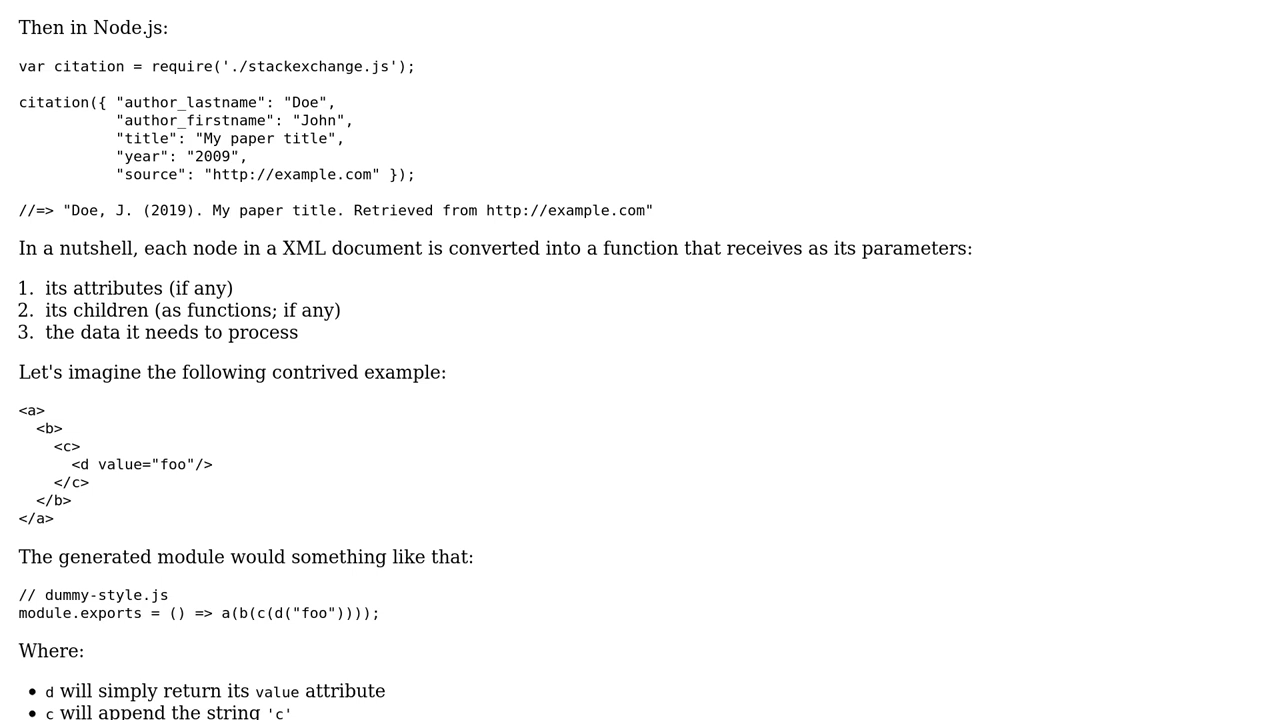 Then in Node.js:
var citation = require('./stackexchange.js');
citation({ "author_lastname": "Doe",
           "author_firstname": "John",
           "title": "My paper title",
           "year": "2009",
           "source": "http://example.com" });
//=> "Doe, J. (2019). My paper title. Retrieved from http://example.com"
In a nutshell, each node in a XML document is converted into a function that receives as its parameters:
1. its attributes (if any)
2. its children (as functions; if any)
3. the data it needs to process
Let's imagine the following contrived example:
<a>
  <b>
    <c>
      <d value="foo"/>
    </c>
  </b>
</a>
The generated module would something like that:
// dummy-style.js
module.exports = () => a(b(c(d("foo"))));
Where:
• d will simply return its value attribute
• c will append the string 'c'